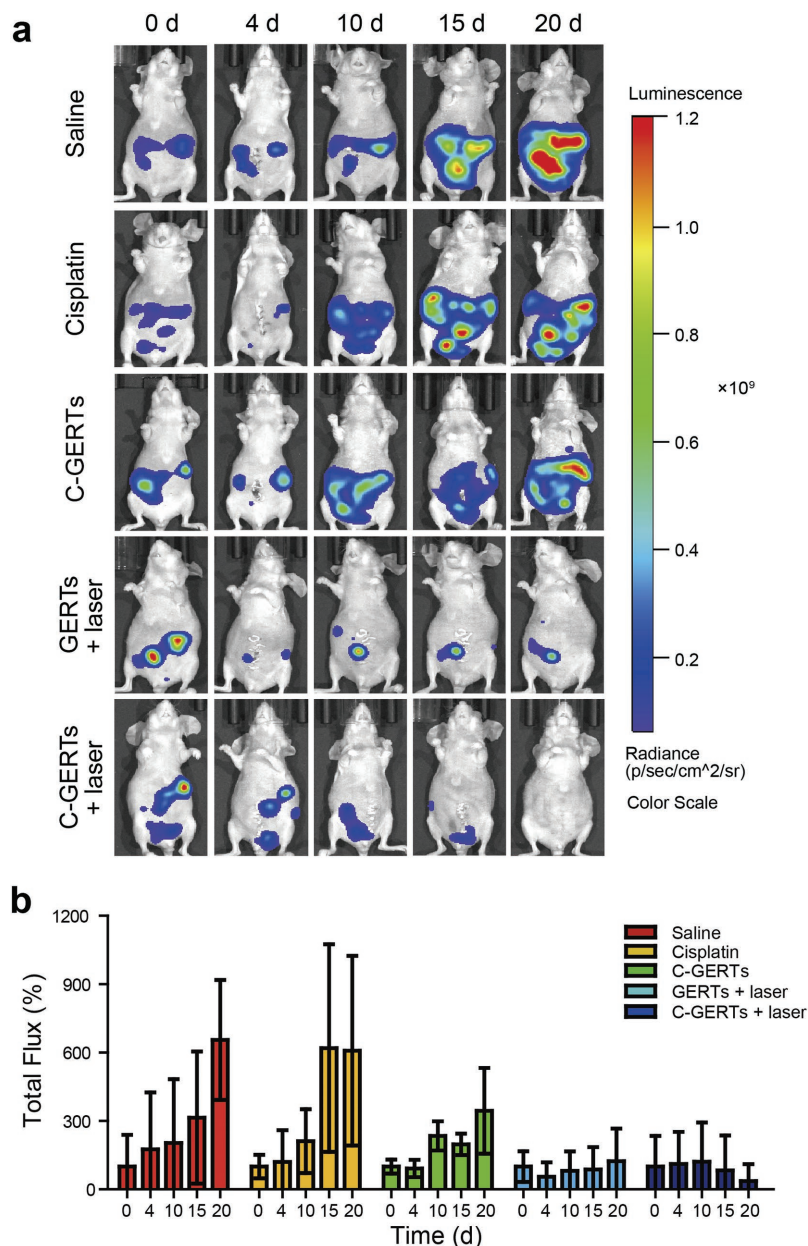 a
0 d 4 d 10 d 15 d 20 d
Saline
Cisplatin
C-GERTs
GERTs
+ laser
C-GERTs
+ laser
Luminescence
1.2
1.0
0.8
×10⁹
0.6
0.4
0.2
Radiance
(p/sec/cm^2/sr)
Color Scale
b
Total Flux (%)
1200
900
600
300
0
Saline
Cisplatin
C-GERTs
GERTs + laser
C-GERTs + laser
0 4 10 15 20 0 4 10 15 20 0 4 10 15 20 0 4 10 15 20 0 4 10 15 20
Time (d)